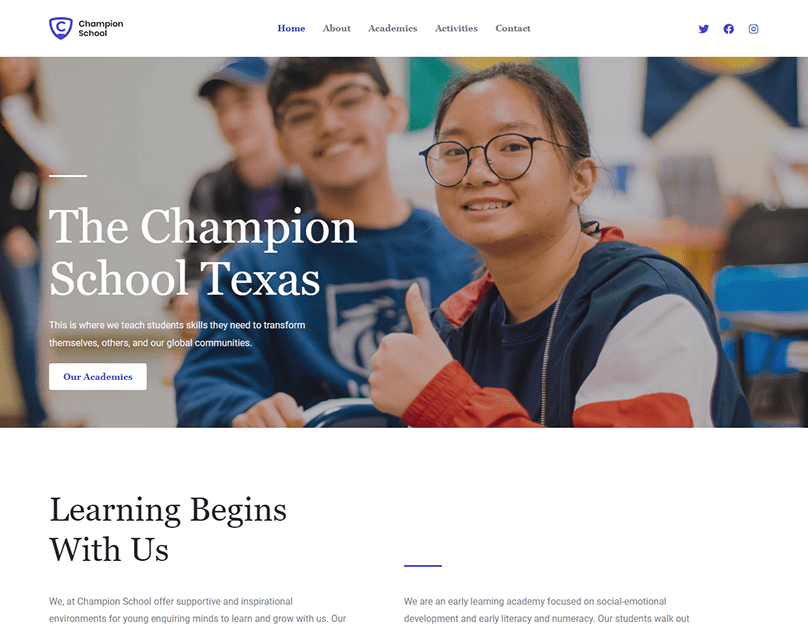 Champion
School
Home About Academics Activities Contact
The Champion
School Texas
This is where we teach students skills they need to transform
themselves, others, and our global communities.
Our Academics
Learning Begins
With Us
We, at Champion School offer supportive and inspirational
environments for young enquiring minds to learn and grow with us. Our
We are an early learning academy focused on social-emotional
development and early literacy and numeracy. Our students walk out